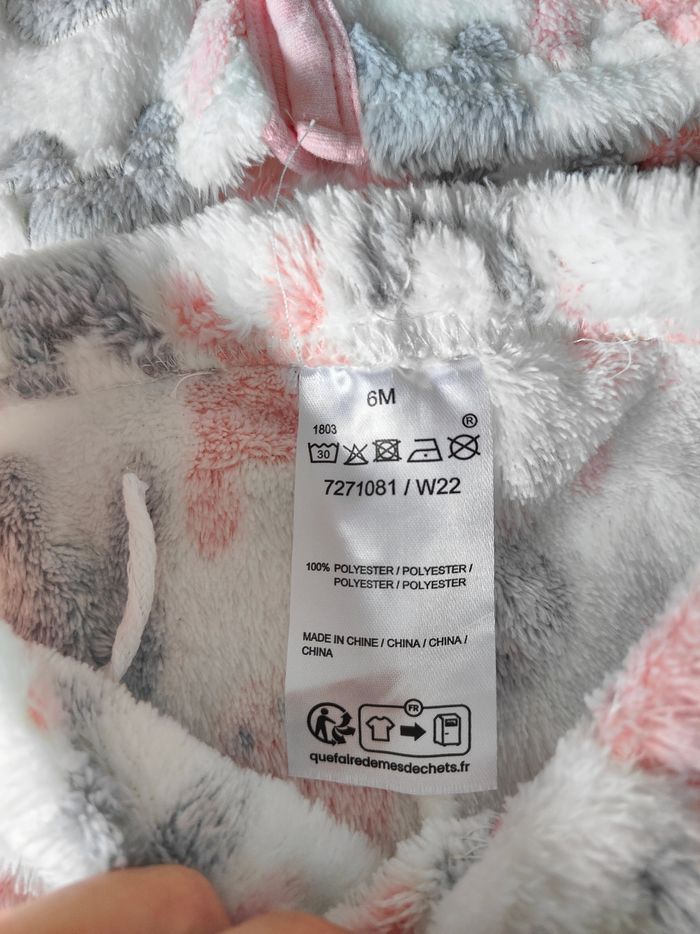 6M
1803
®
30
7271081 / W22
100% POLYESTER / POLYESTER /
POLYESTER / POLYESTER
MADE IN CHINE / CHINA / CHINA /
CHINA
FR
quefairedemesdechets.fr